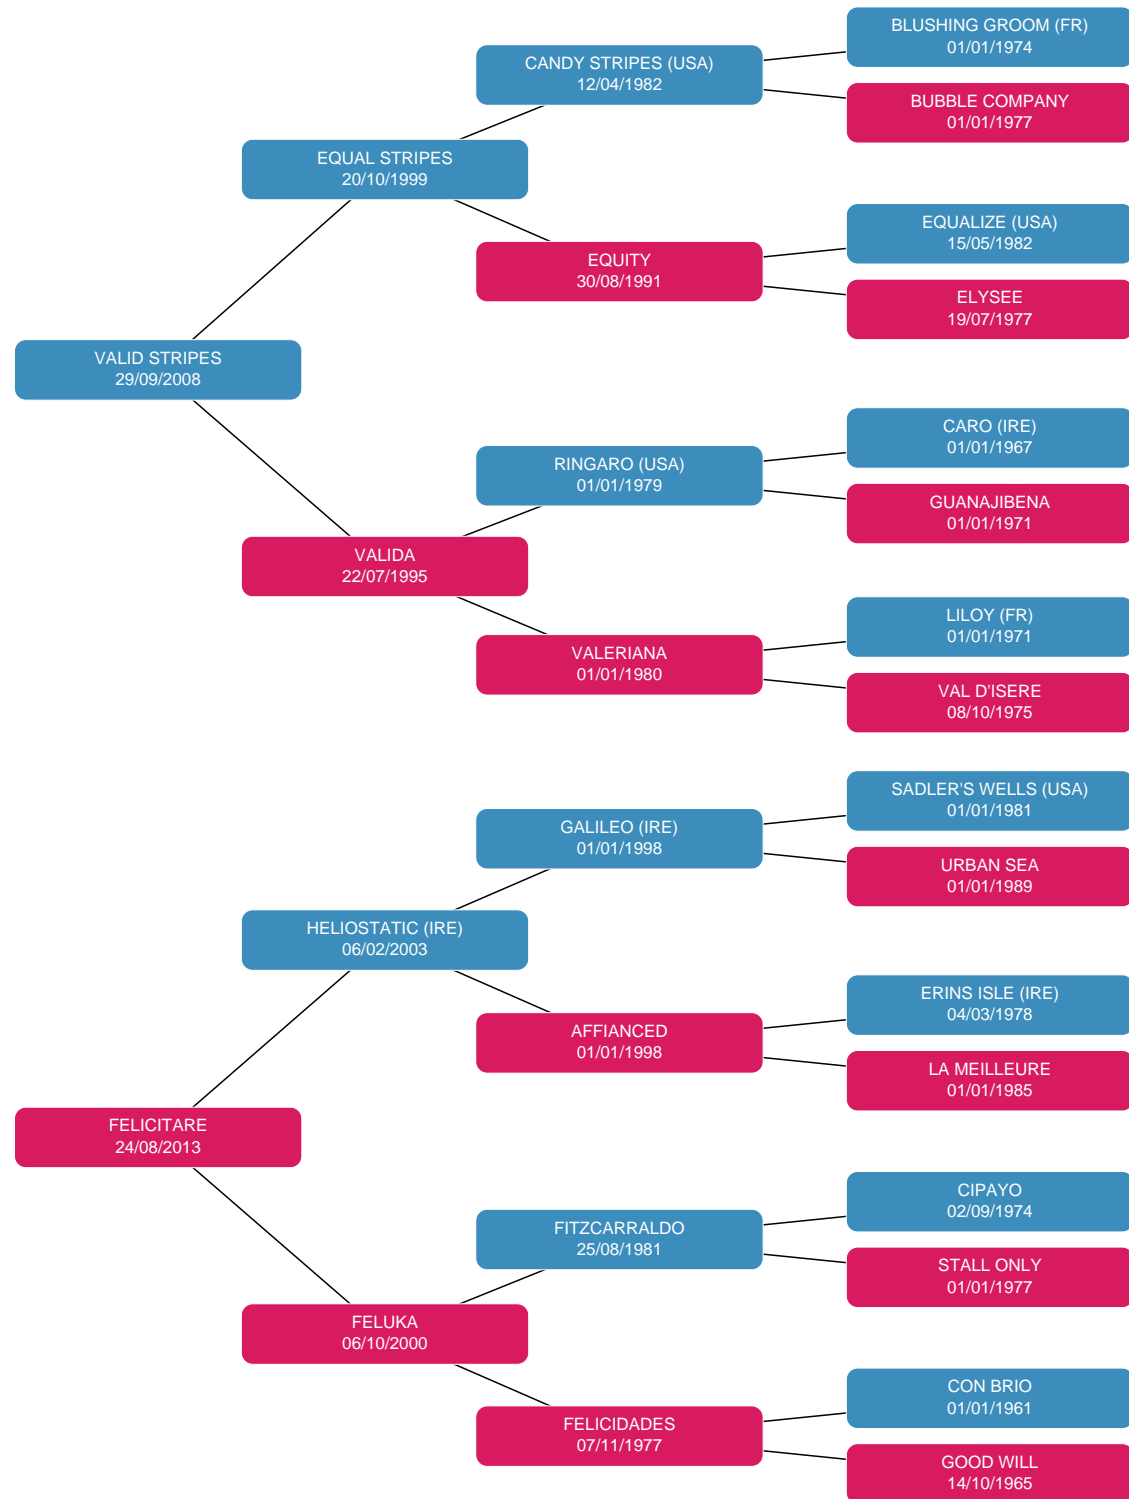 BLUSHING GROOM (FR)
01/01/1974
CANDY STRIPES (USA)
12/04/1982
BUBBLE COMPANY
01/01/1977
EQUAL STRIPES
20/10/1999
EQUALIZE (USA)
15/05/1982
EQUITY
30/08/1991
ELYSEE
19/07/1977
VALID STRIPES
29/09/2008
CARO (IRE)
01/01/1967
RINGARO (USA)
01/01/1979
GUANAJIBENA
01/01/1971
VALIDA
22/07/1995
LILOY (FR)
01/01/1971
VALERIANA
01/01/1980
VAL D'ISERE
08/10/1975
SADLER'S WELLS (USA)
01/01/1981
GALILEO (IRE)
01/01/1998
URBAN SEA
01/01/1989
HELIOSTATIC (IRE)
06/02/2003
ERINS ISLE (IRE)
04/03/1978
AFFIANCED
01/01/1998
LA MEILLEURE
01/01/1985
FELICITARE
24/08/2013
CIPAYO
02/09/1974
FITZCARRALDO
25/08/1981
STALL ONLY
01/01/1977
FELUKA
06/10/2000
CON BRIO
01/01/1961
FELICIDADES
07/11/1977
GOOD WILL
14/10/1965